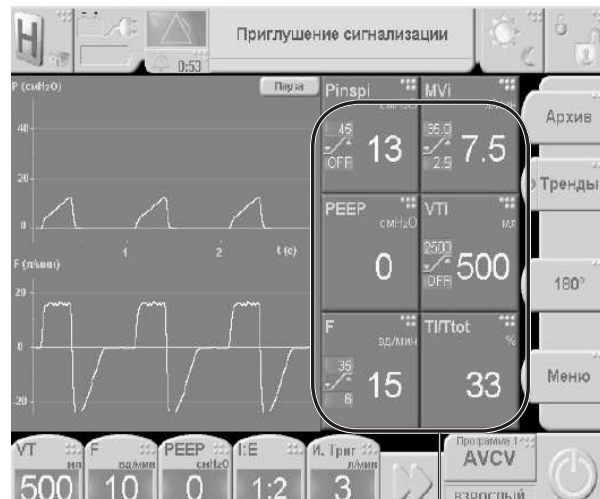 H
Приглушение сигнализации
0:53
P (смH₂O)
Пауза
Pinspi
MVi
смH₂O
л/мин
40
45
OFF
13
35.0
2.5
7.5
Архив
Тренды
PEEP
смH₂O
VTI
мл
0
1
2
t (с)
F (л/мин)
0
2500
OFF
500
180°
20
F
вд/мин
TI/Ttot
%
0
35
6
15
33
Меню
-20
VT
мл
500
F
вд/мин
10
PEEP
смH₂O
0
I:E
1:2
И. Триг
л/мин
3
Программа 1
AVCV
ВЗРОСЛЫЙ